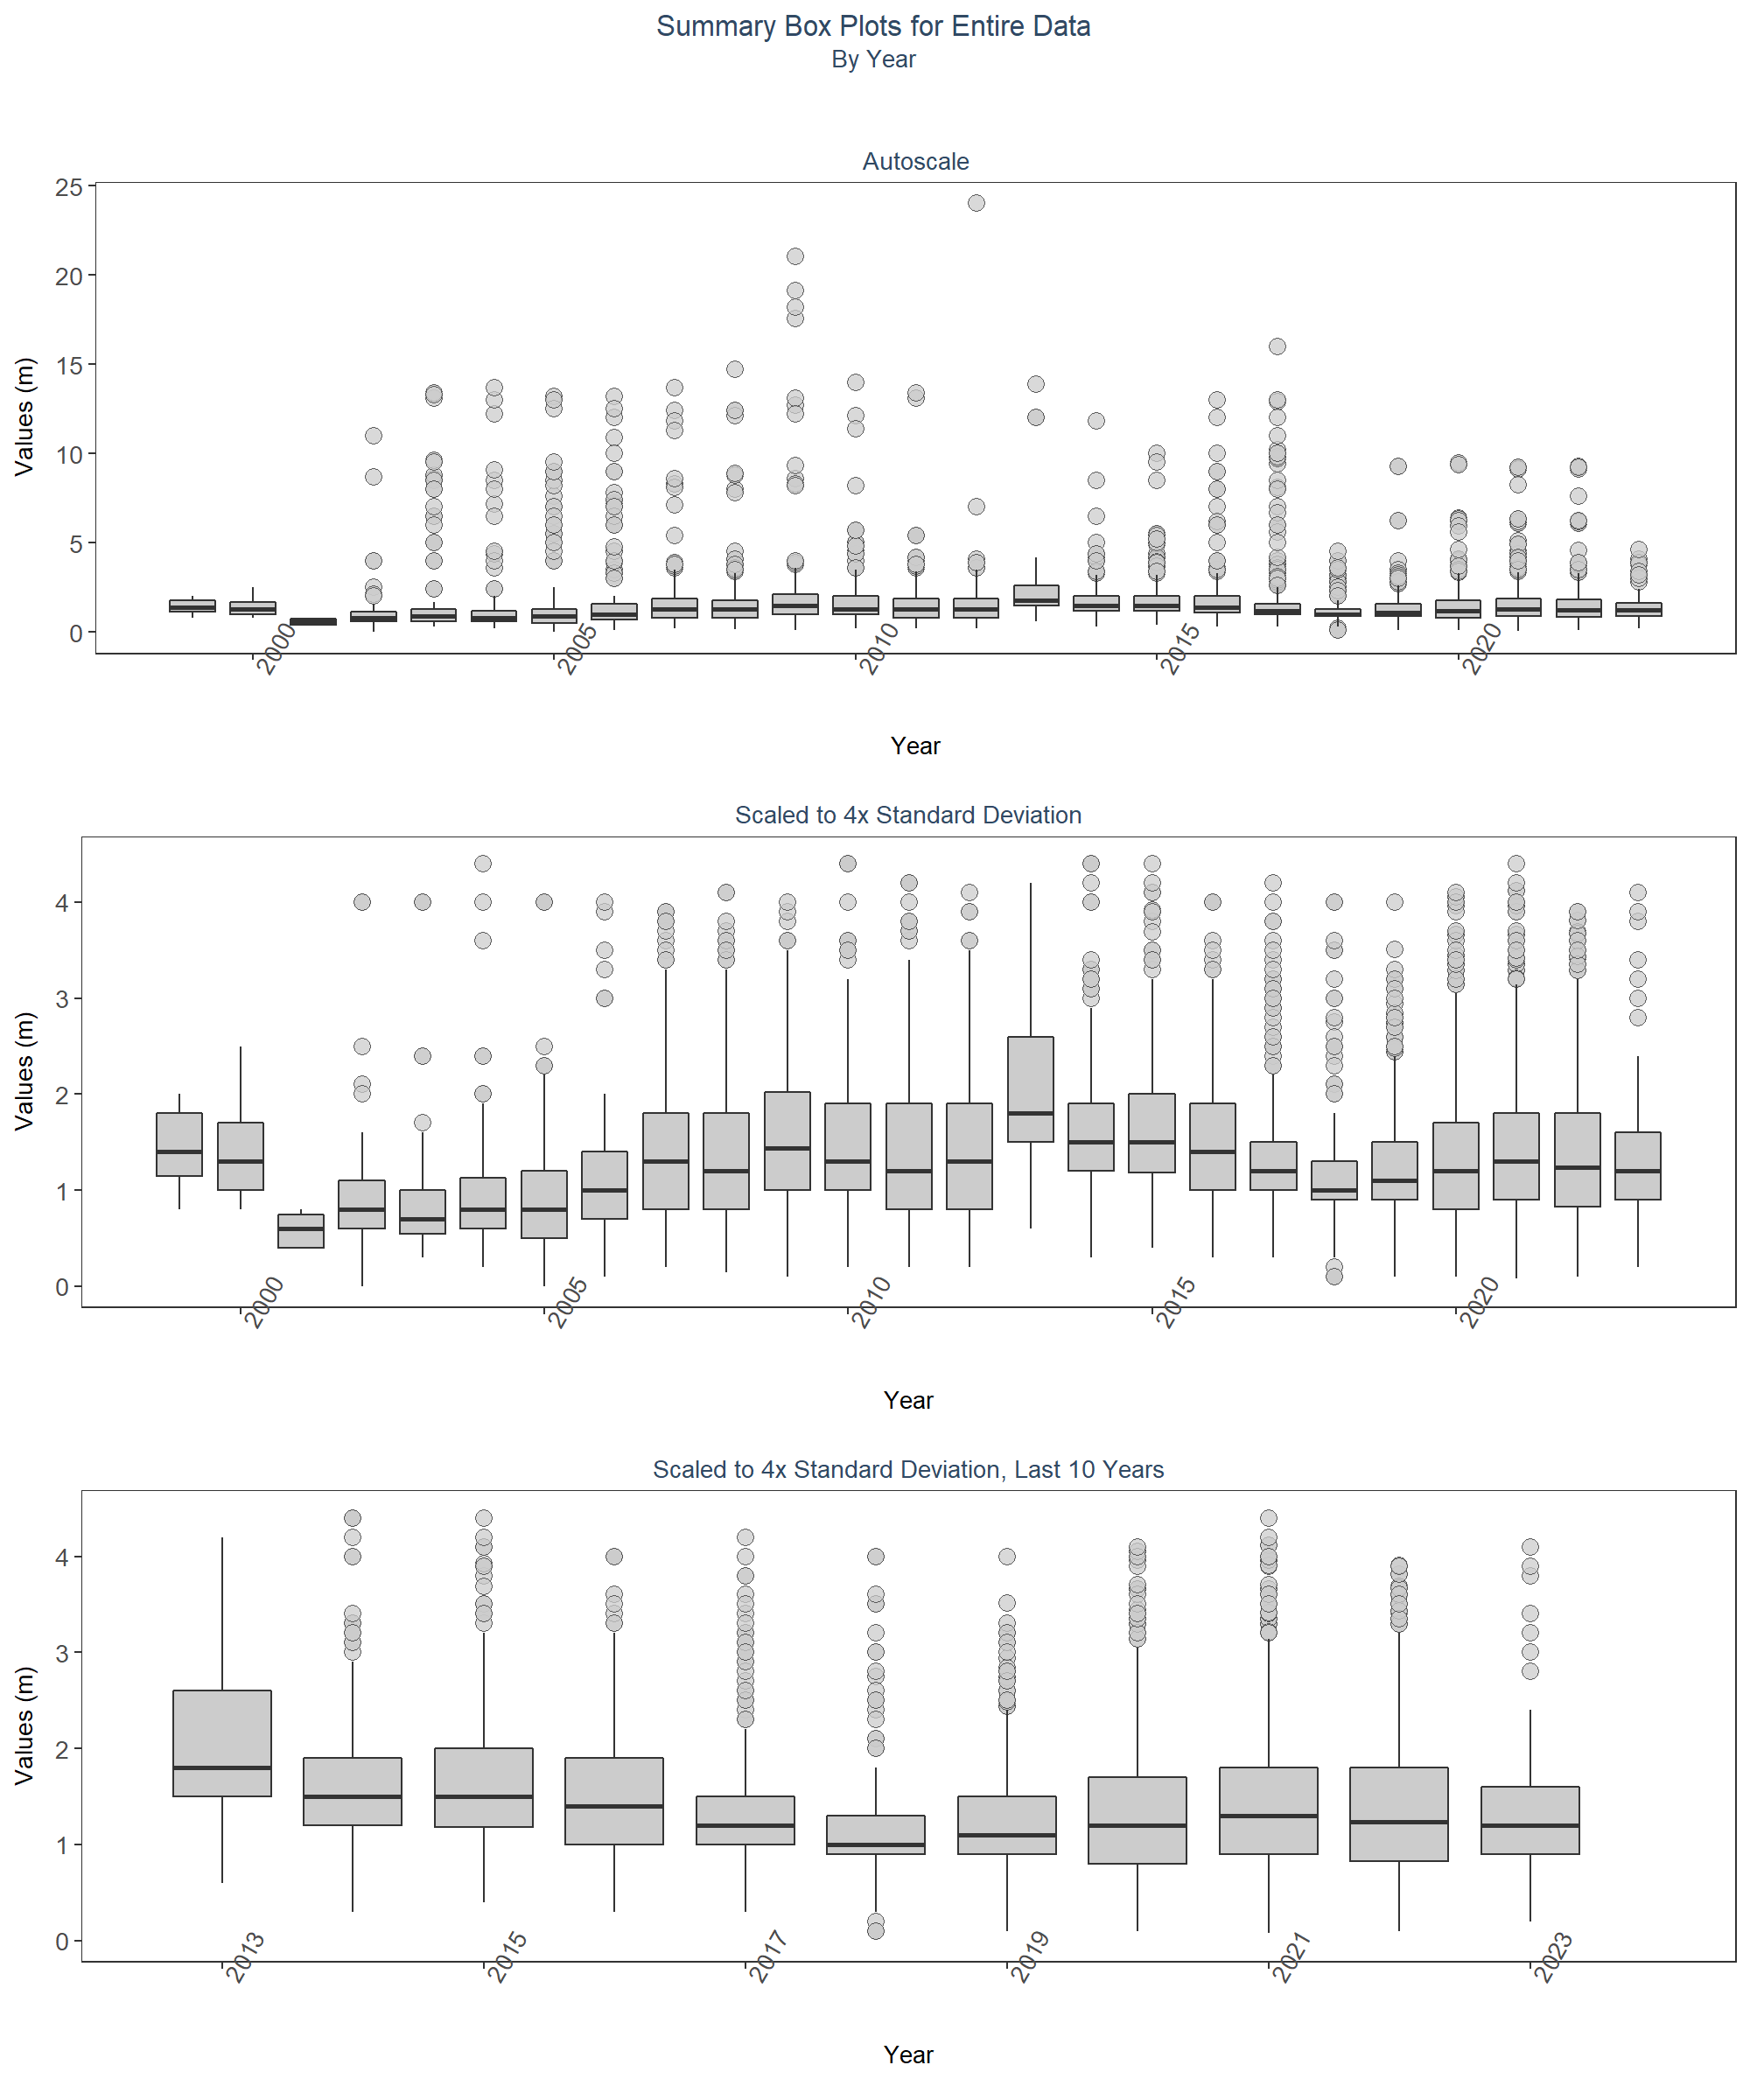 Summary Box Plots for Entire Data
By Year
Autoscale
Values (m)
25
20
15
10
5
0
2000 2005 2010 2015 2020
Year
Scaled to 4x Standard Deviation
Values (m)
4
3
2
1
0
2000 2005 2010 2015 2020
Year
Scaled to 4x Standard Deviation, Last 10 Years
Values (m)
4
3
2
1
0
2013 2015 2017 2019 2021 2023
Year